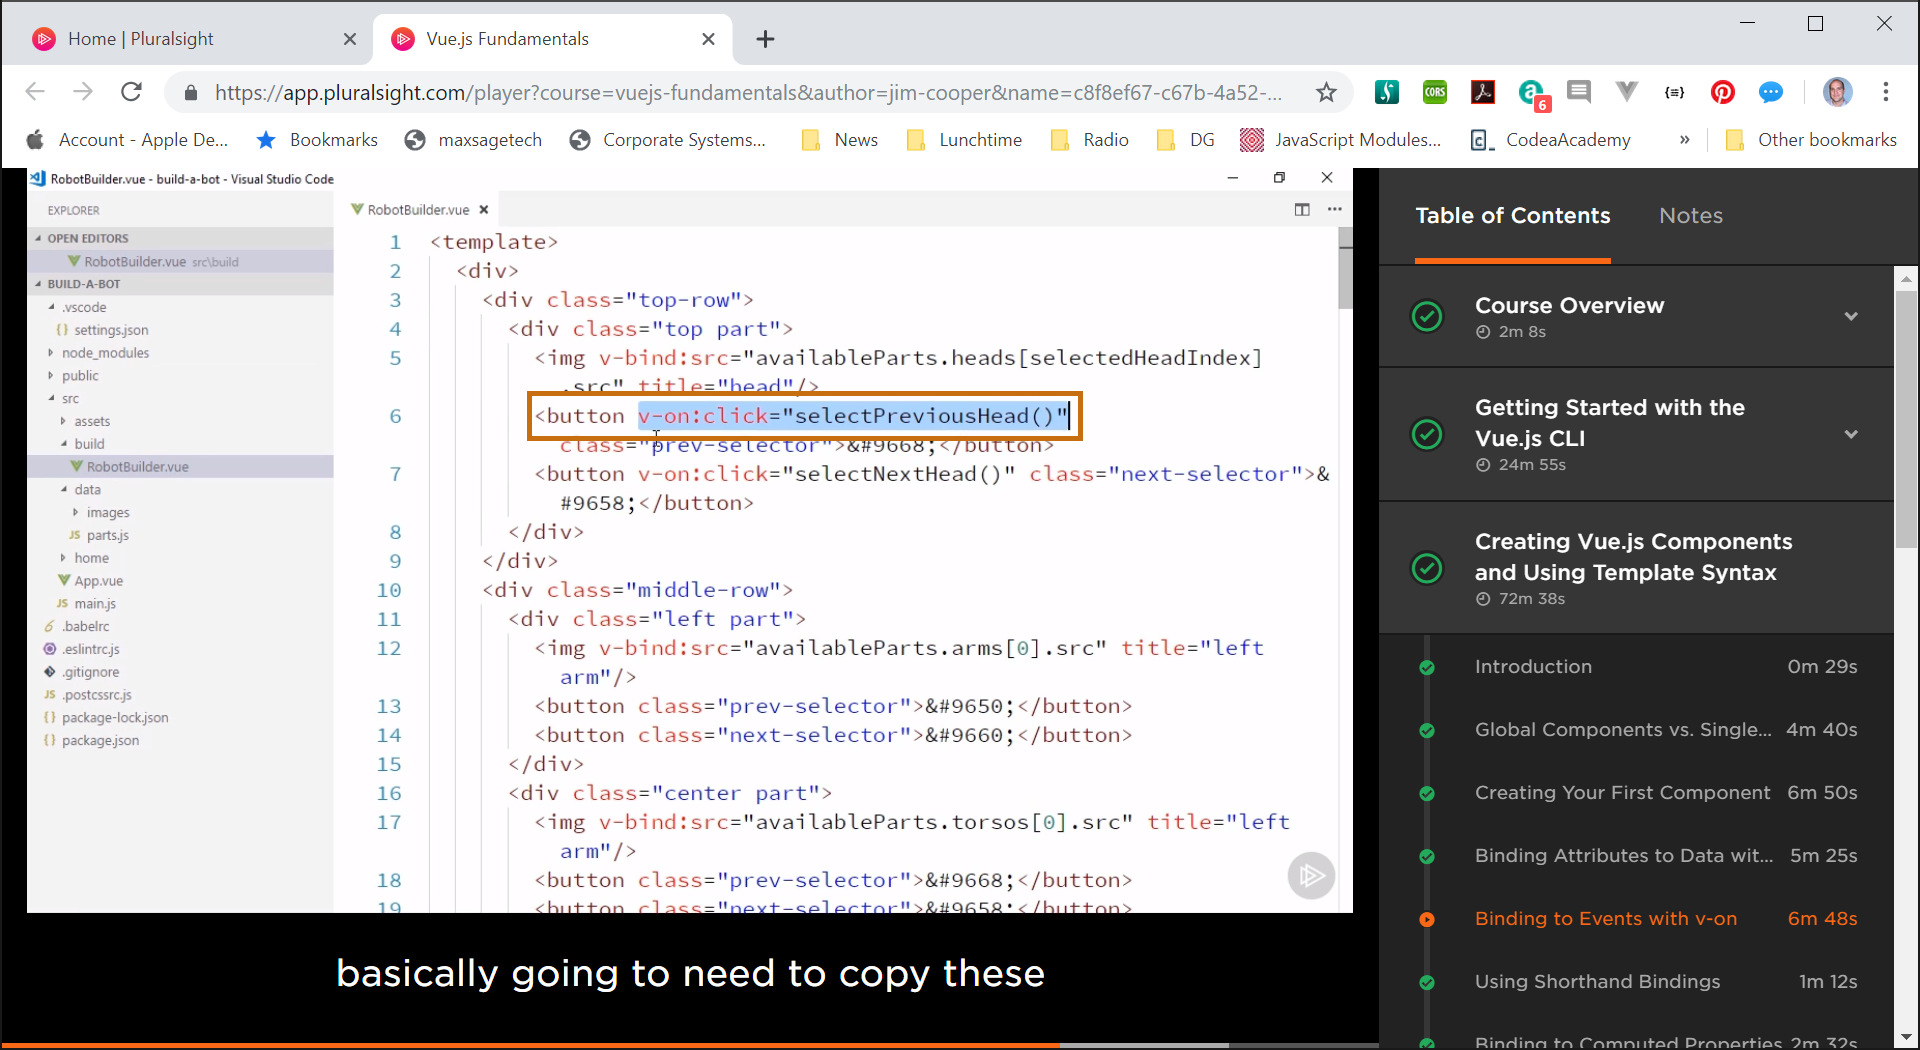 Home | Pluralsight
Vue.js Fundamentals
https://app.pluralsight.com/player?course=vuejs-fundamentals&author=jim-cooper&name=c8f8ef67-c67b-4a52-...
CORS
6
Account - Apple De...
Bookmarks
maxsagetech
Corporate Systems...
News
Lunchtime
Radio
DG
JavaScript Modules...
CodeaAcademy
»
Other bookmarks
RobotBuilder.vue - build-a-bot - Visual Studio Code
EXPLORER
OPEN EDITORS
RobotBuilder.vue src\build
BUILD-A-BOT
.vscode
{} settings.json
node_modules
public
src
assets
build
RobotBuilder.vue
data
images
JS parts.js
home
App.vue
JS main.js
.babelrc
.eslintrc.js
.gitignore
JS .postcssrc.js
{} package-lock.json
{} package.json
RobotBuilder.vue
1 <template>
2 <div>
3 <div class="top-row">
4 <div class="top part">
5 <img v-bind:src="availableParts.heads[selectedHeadIndex]
.src" title="head"/>
6 <button v-on:click="selectPreviousHead()"
class="prev-selector">&#9668;</button>
7 <button v-on:click="selectNextHead()" class="next-selector">&
#9658;</button>
8 </div>
9 </div>
10 <div class="middle-row">
11 <div class="left part">
12 <img v-bind:src="availableParts.arms[0].src" title="left
arm"/>
13 <button class="prev-selector">&#9650;</button>
14 <button class="next-selector">&#9660;</button>
15 </div>
16 <div class="center part">
17 <img v-bind:src="availableParts.torsos[0].src" title="left
arm"/>
18 <button class="prev-selector">&#9668;</button>
19 <button class="next-selector">&#9658;</button>
basically going to need to copy these
Table of Contents
Notes
Course Overview
2m 8s
Getting Started with the
Vue.js CLI
24m 55s
Creating Vue.js Components
and Using Template Syntax
72m 38s
Introduction 0m 29s
Global Components vs. Single... 4m 40s
Creating Your First Component 6m 50s
Binding Attributes to Data wit... 5m 25s
Binding to Events with v-on 6m 48s
Using Shorthand Bindings 1m 12s
Binding to Computed Properties 2m 32s